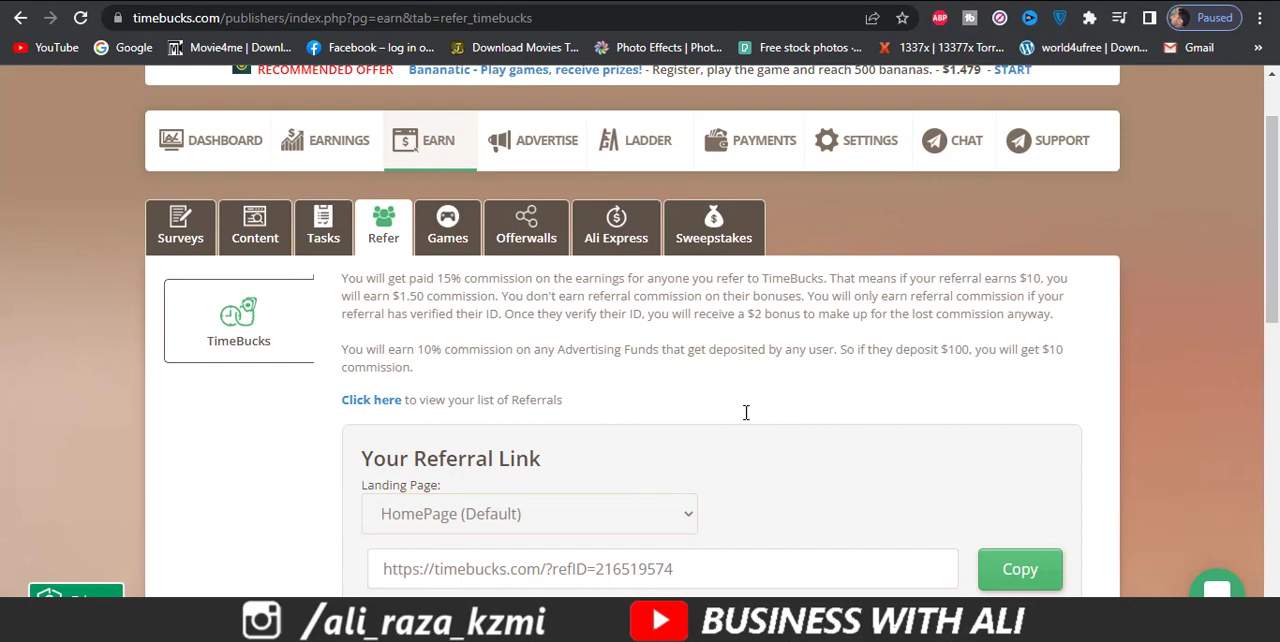 timebucks.com/publishers/index.php?pg=earn&tab=refer_timebucks
ABP
Paused
YouTube
Google
Movie4me | Downl...
Facebook – log in o...
Download Movies T...
Photo Effects | Phot...
Free stock photos -...
1337x | 13377x Torr...
world4ufree | Down...
Gmail
»
RECOMMENDED OFFER Bananatic - Play games, receive prizes! - Register, play the game and reach 500 bananas. - $1.479 - START
DASHBOARD
EARNINGS
EARN
ADVERTISE
LADDER
PAYMENTS
SETTINGS
CHAT
SUPPORT
Surveys
Content
Tasks
Refer
Games
Offerwalls
Ali Express
Sweepstakes
TimeBucks
You will get paid 15% commission on the earnings for anyone you refer to TimeBucks. That means if your referral earns $10, you
will earn $1.50 commission. You don't earn referral commission on their bonuses. You will only earn referral commission if your
referral has verified their ID. Once they verify their ID, you will receive a $2 bonus to make up for the lost commission anyway.
You will earn 10% commission on any Advertising Funds that get deposited by any user. So if they deposit $100, you will get $10
commission.
Click here to view your list of Referrals
Your Referral Link
Landing Page:
HomePage (Default)
https://timebucks.com/?refID=216519574
Copy
/ali_raza_kzmi
BUSINESS WITH ALI